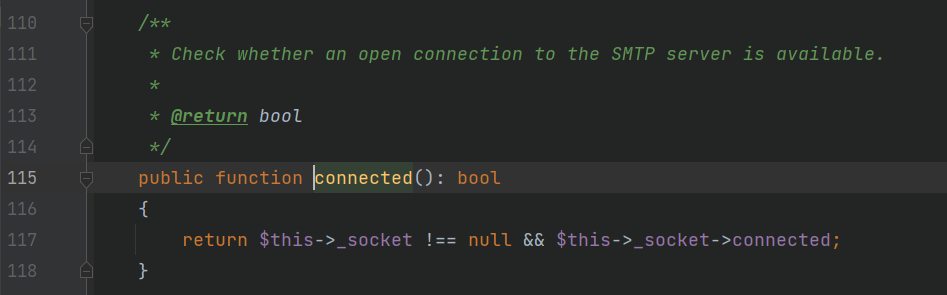 110 /**
111 * Check whether an open connection to the SMTP server is available.
112 *
113 * @return bool
114 */
115 public function connected(): bool
116 {
117 return $this->_socket !== null && $this->_socket->connected;
118 }